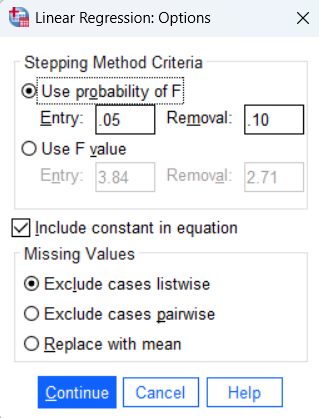 Linear Regression: Options
Stepping Method Criteria
Use probability of F
Entry: .05 Removal: .10
Use F value
Entry: 3.84 Removal: 2.71
Include constant in equation
Missing Values
Exclude cases listwise
Exclude cases pairwise
Replace with mean
Continue Cancel Help